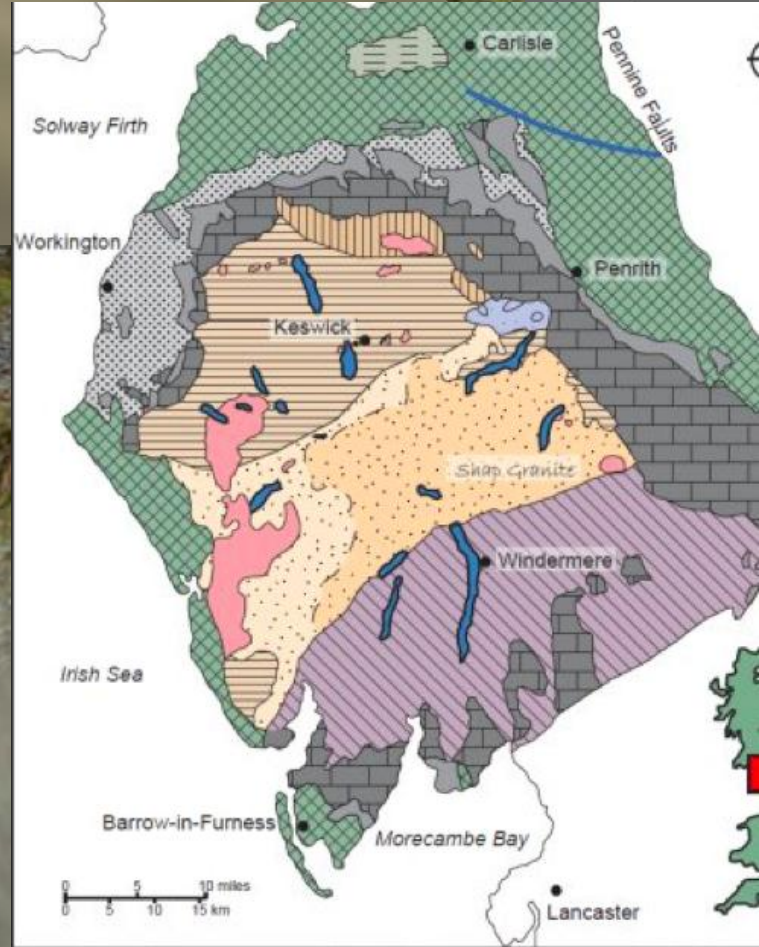 Carlisle
Pennine Faults
Solway Firth
Workington
Penrith
Keswick
Shap Granite
Windermere
Irish Sea
Barrow-in-Furness
Morecambe Bay
0 5 10 miles
0 5 10 15 km
Lancaster